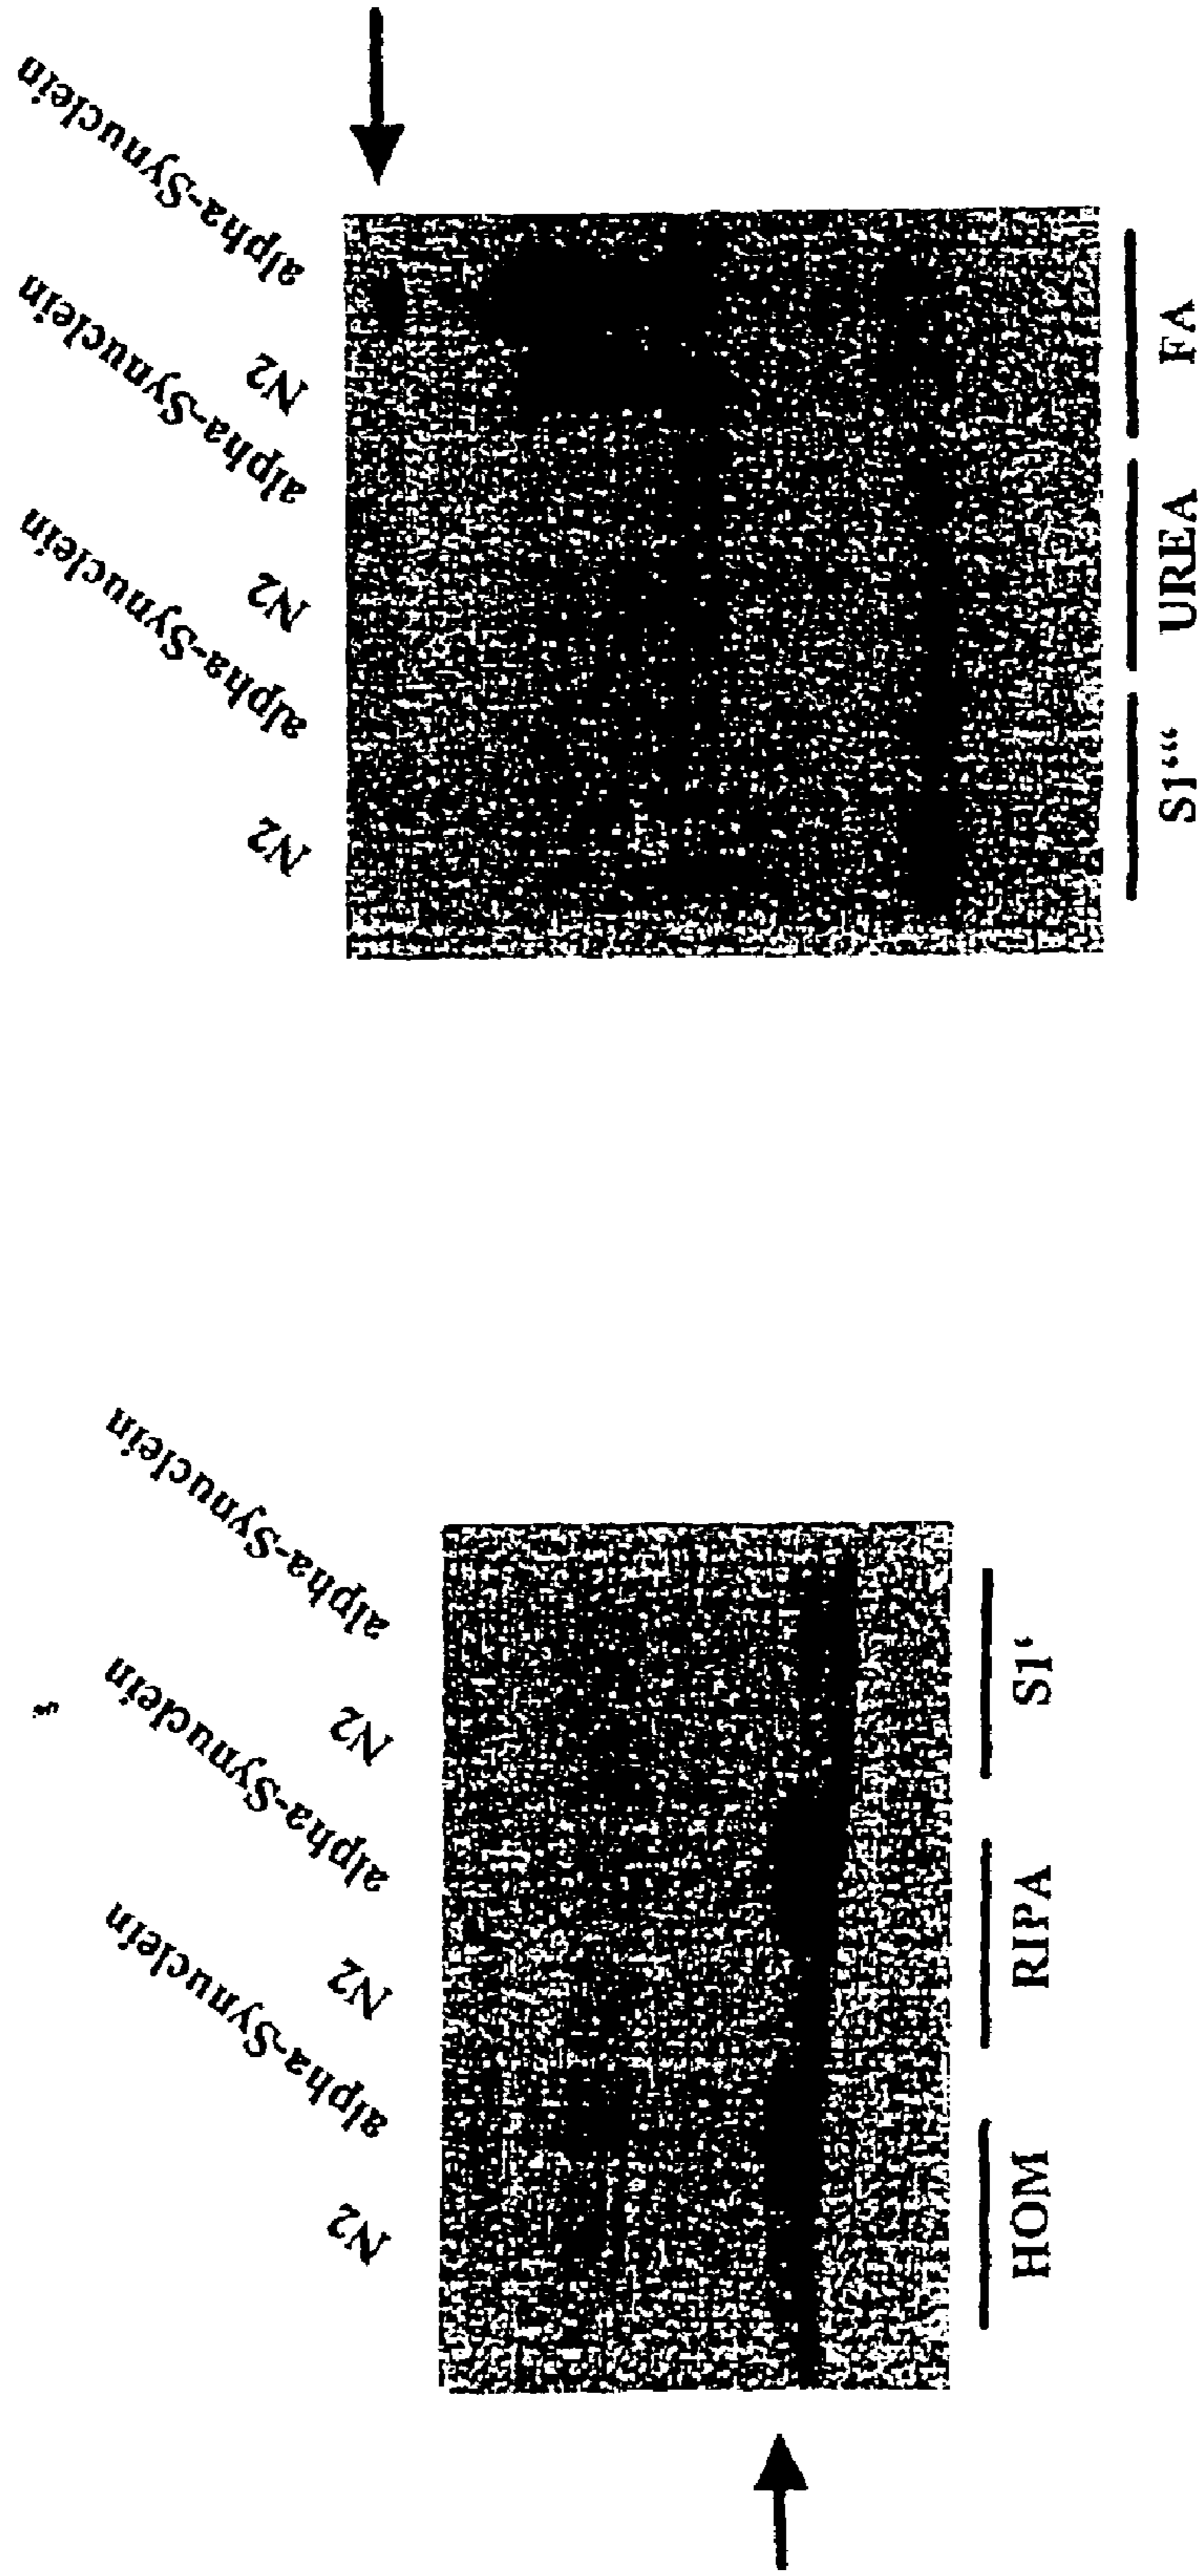 N2
alpha-Synuclein
N2
alpha-Synuclein
N2
alpha-Synuclein
HOM
RIPA
S1‘
N2
alpha-Synuclein
N2
alpha-Synuclein
N2
alpha-Synuclein
S1““
UREA
FA